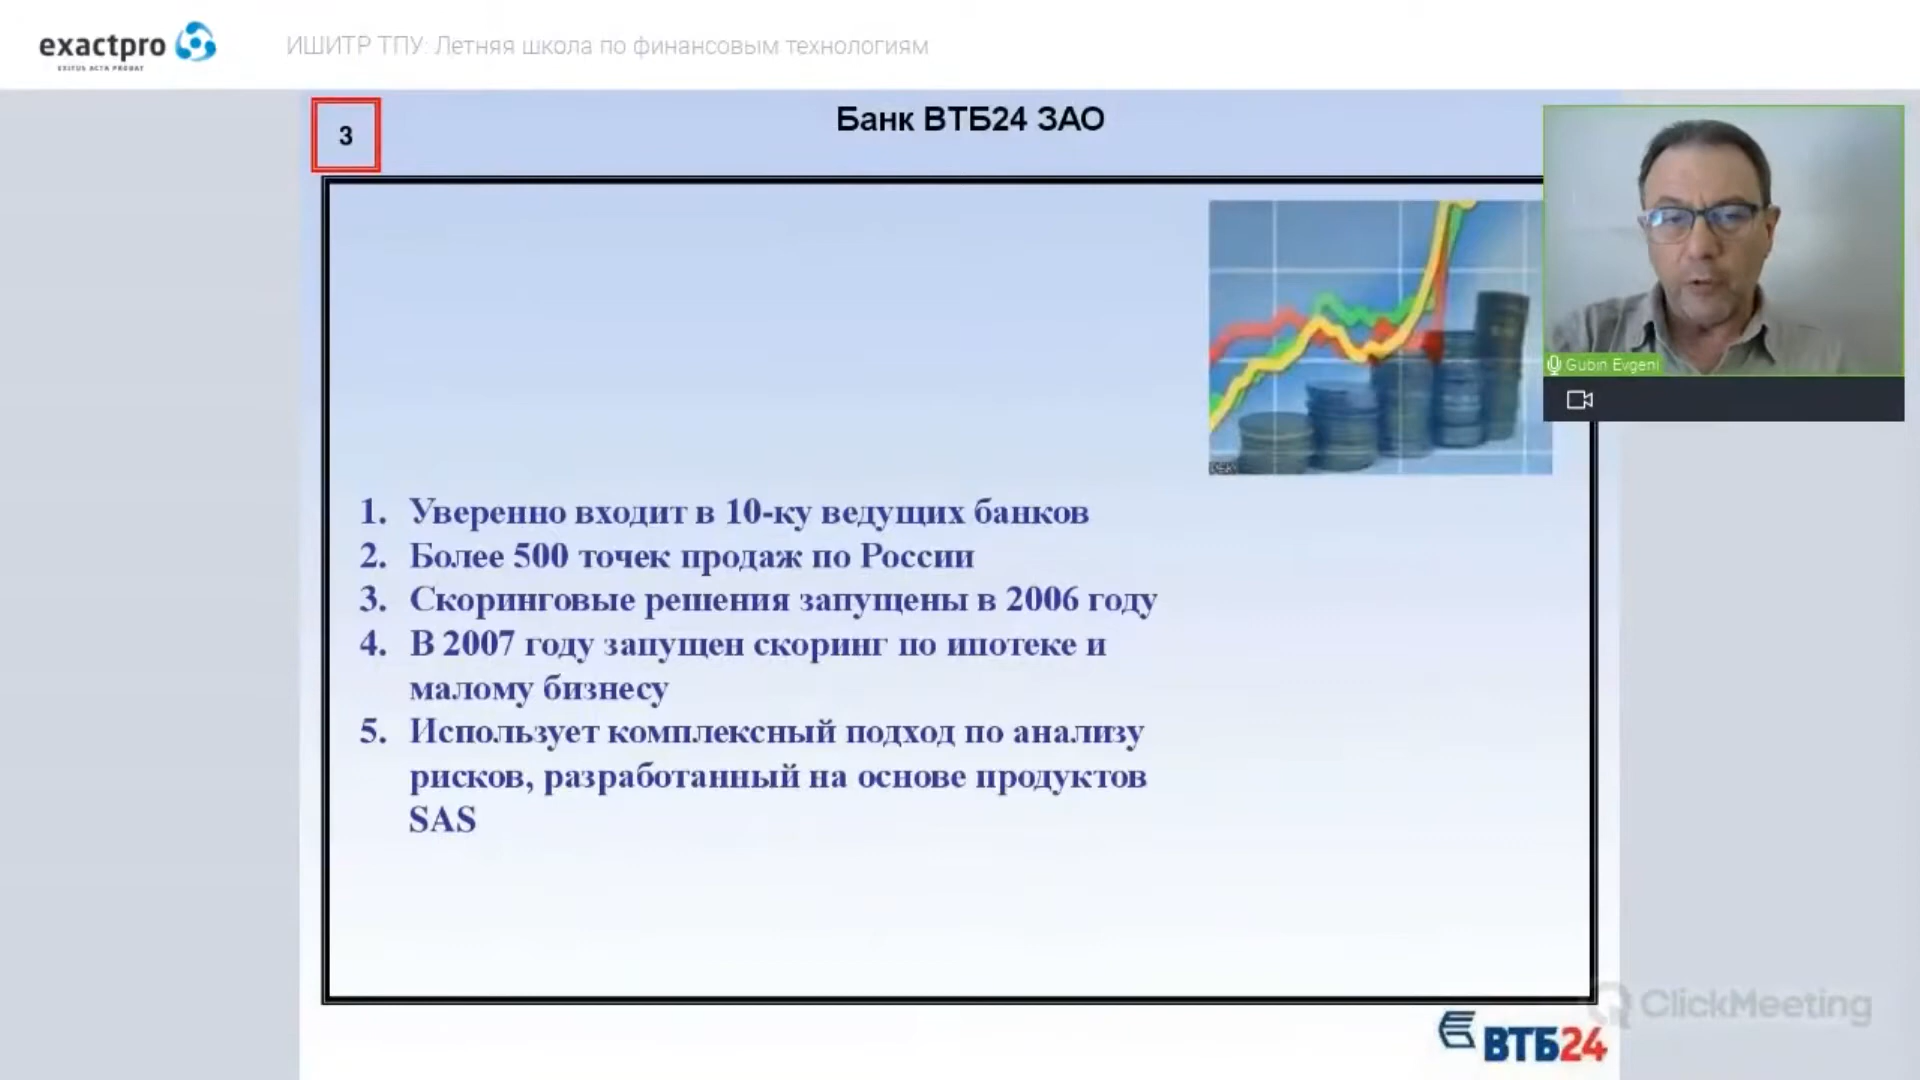 exactpro
EXITUS ACTA PROBAT
ИШИТР ТПУ: Летняя школа по финансовым технологиям
3
Банк ВТБ24 ЗАО
Gubin Evgeni
1. Уверенно входит в 10-ку ведущих банков
2. Более 500 точек продаж по России
3. Скоринговые решения запущены в 2006 году
4. В 2007 году запущен скоринг по ипотеке и
малому бизнесу
5. Использует комплексный подход по анализу
рисков, разработанный на основе продуктов
SAS
ClickMeeting
ВТБ24